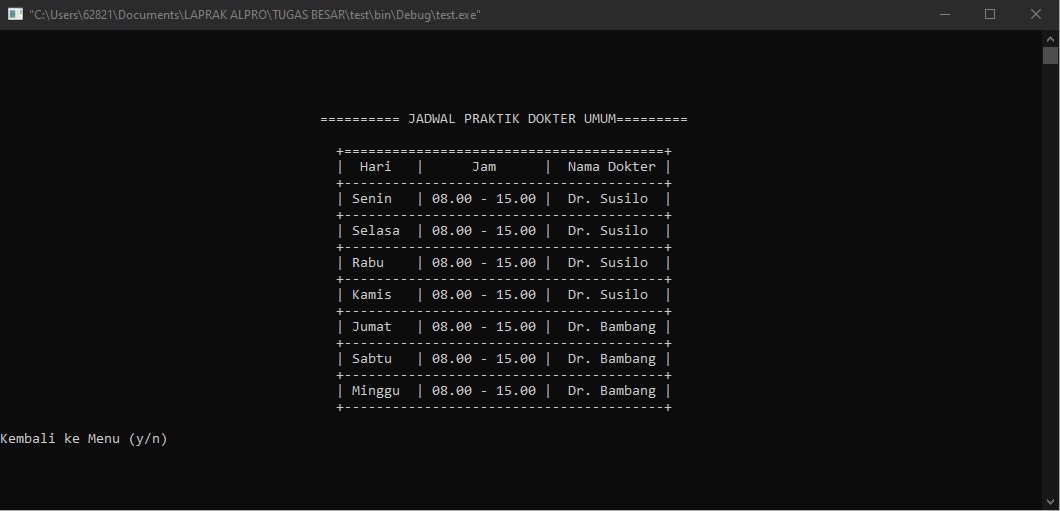 "C:\Users\62821\Documents\LAPRAK ALPRO\TUGAS BESAR\test\bin\Debug\test.exe"
========== JADWAL PRAKTIK DOKTER UMUM=========
+========================================+
|  Hari   |      Jam      |  Nama Dokter |
+----------------------------------------+
| Senin   | 08.00 - 15.00 |  Dr. Susilo  |
+----------------------------------------+
| Selasa  | 08.00 - 15.00 |  Dr. Susilo  |
+----------------------------------------+
| Rabu    | 08.00 - 15.00 |  Dr. Susilo  |
+----------------------------------------+
| Kamis   | 08.00 - 15.00 |  Dr. Susilo  |
+----------------------------------------+
| Jumat   | 08.00 - 15.00 |  Dr. Bambang |
+----------------------------------------+
| Sabtu   | 08.00 - 15.00 |  Dr. Bambang |
+----------------------------------------+
| Minggu  | 08.00 - 15.00 |  Dr. Bambang |
+----------------------------------------+
Kembali ke Menu (y/n)